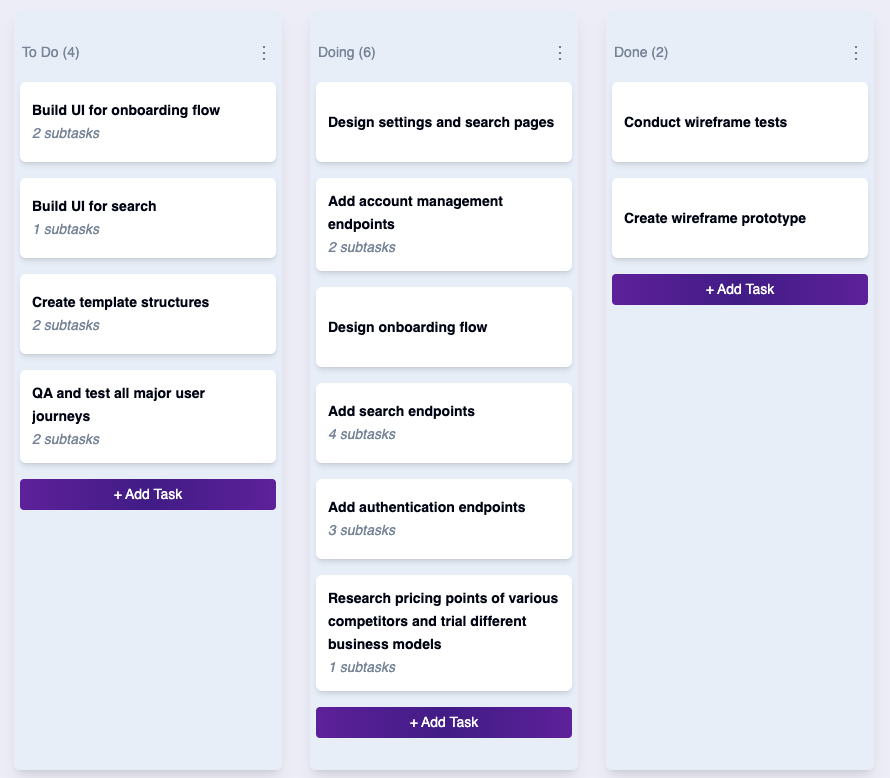 To Do (4)
Build UI for onboarding flow
2 subtasks
Build UI for search
1 subtasks
Create template structures
2 subtasks
QA and test all major user
journeys
2 subtasks
+ Add Task
Doing (6)
Design settings and search pages
Add account management
endpoints
2 subtasks
Design onboarding flow
Add search endpoints
4 subtasks
Add authentication endpoints
3 subtasks
Research pricing points of various
competitors and trial different
business models
1 subtasks
+ Add Task
Done (2)
Conduct wireframe tests
Create wireframe prototype
+ Add Task